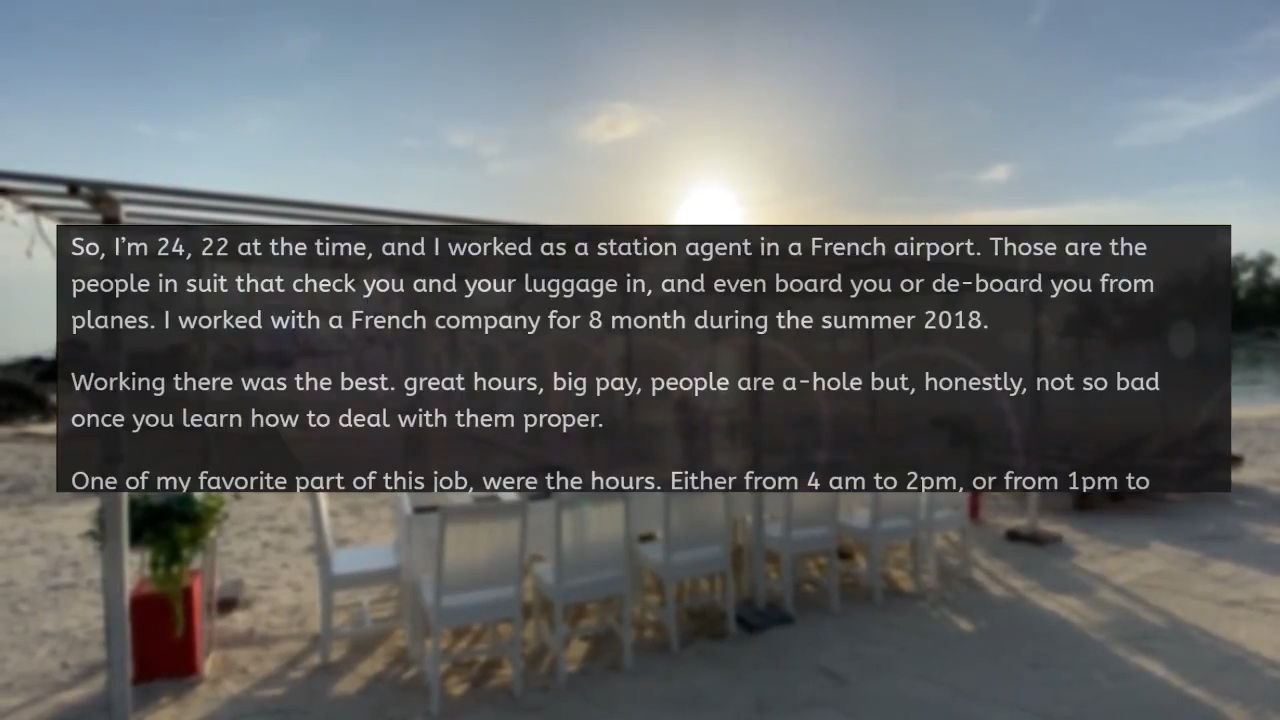 So, I’m 24, 22 at the time, and I worked as a station agent in a French airport. Those are the
people in suit that check you and your luggage in, and even board you or de-board you from
planes. I worked with a French company for 8 month during the summer 2018.
Working there was the best. great hours, big pay, people are a-hole but, honestly, not so bad
once you learn how to deal with them proper.
One of my favorite part of this job, were the hours. Either from 4 am to 2pm, or from 1pm to